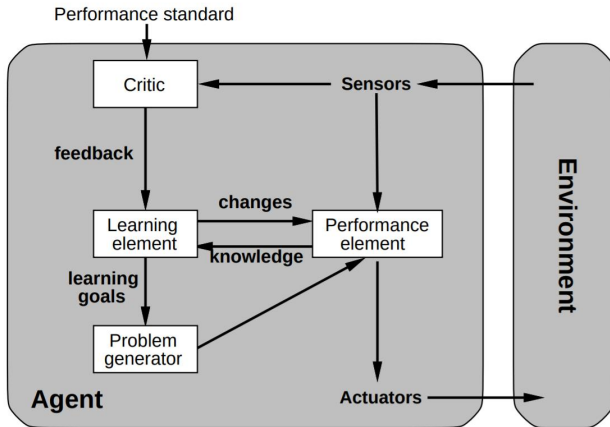 Performance standard
Critic
Sensors
feedback
changes
Learning
element
Performance
element
knowledge
learning
goals
Problem
generator
Agent
Actuators
Environment